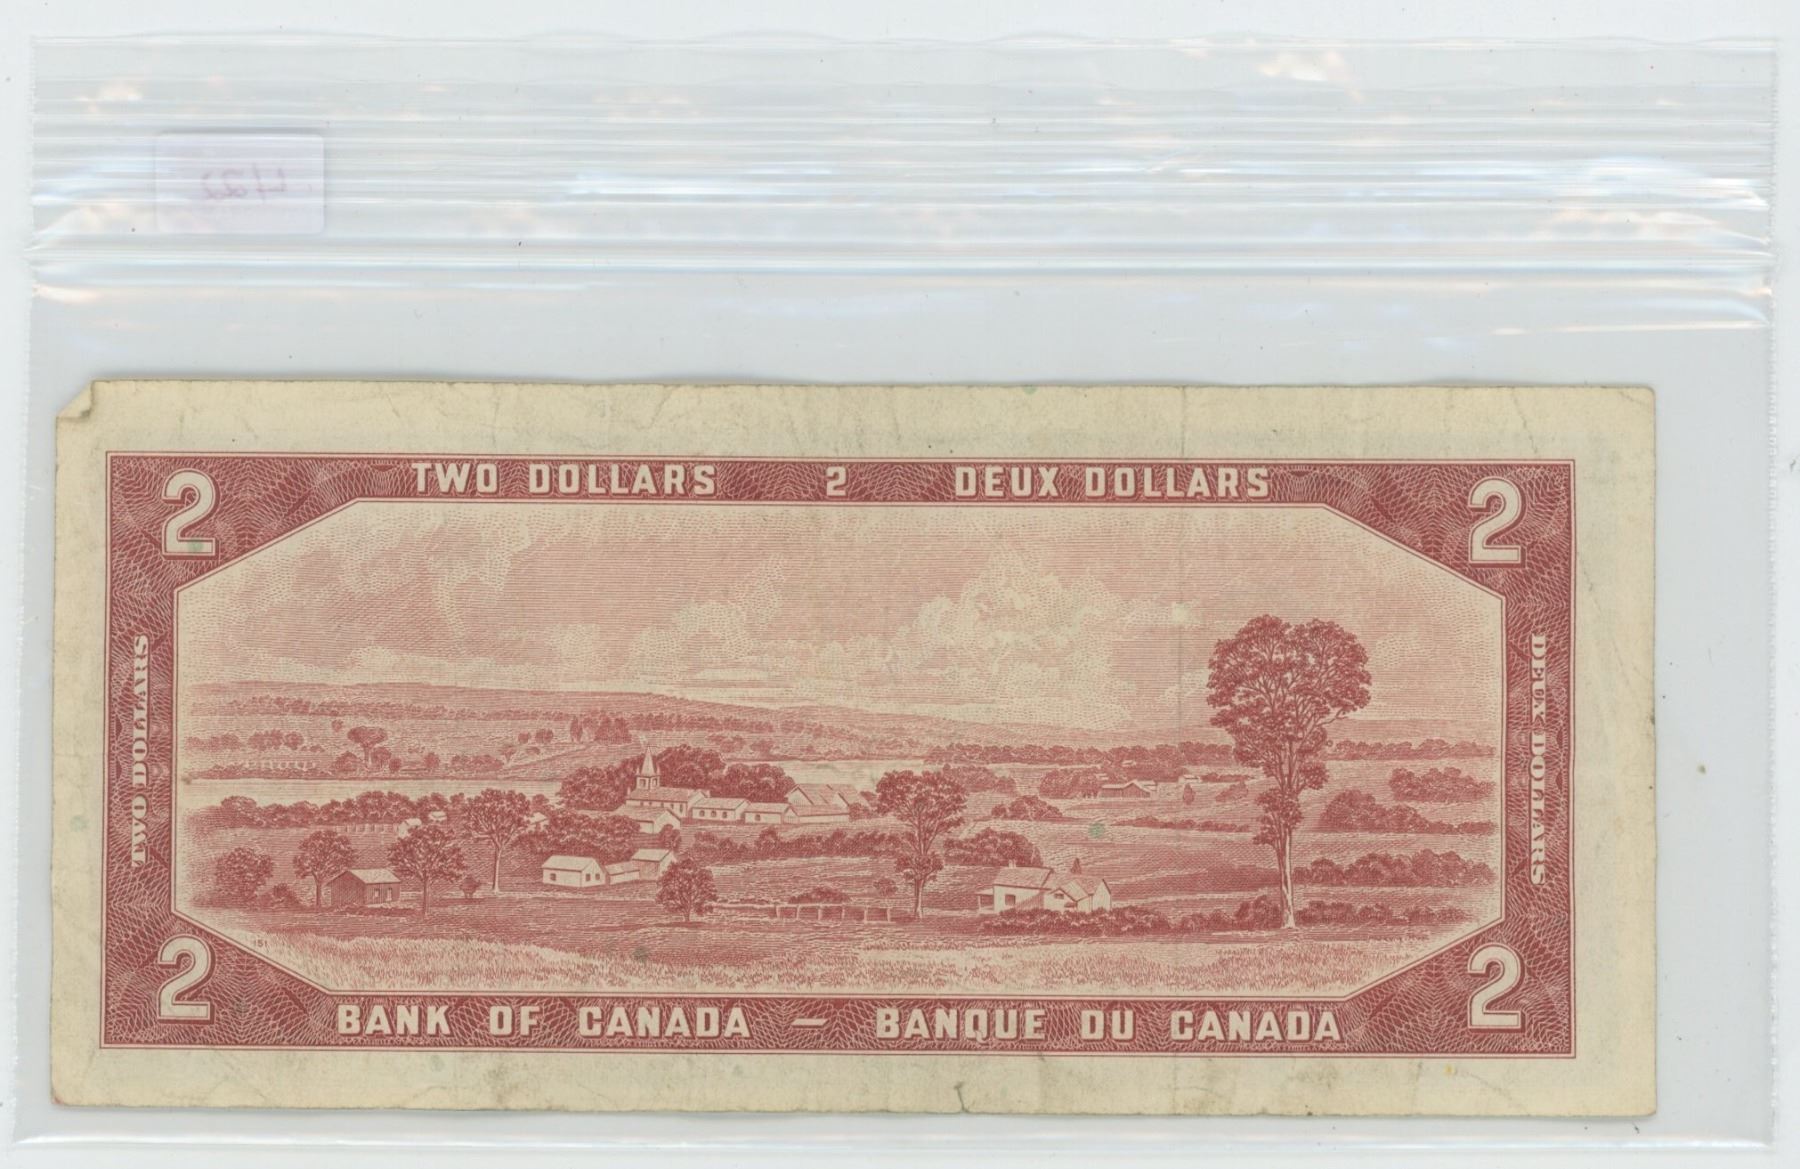 2 TWO DOLLARS 2 DEUX DOLLARS 2
TWO DOLLARS
DEUX DOLLARS
151
2 BANK OF CANADA – BANQUE DU CANADA 2